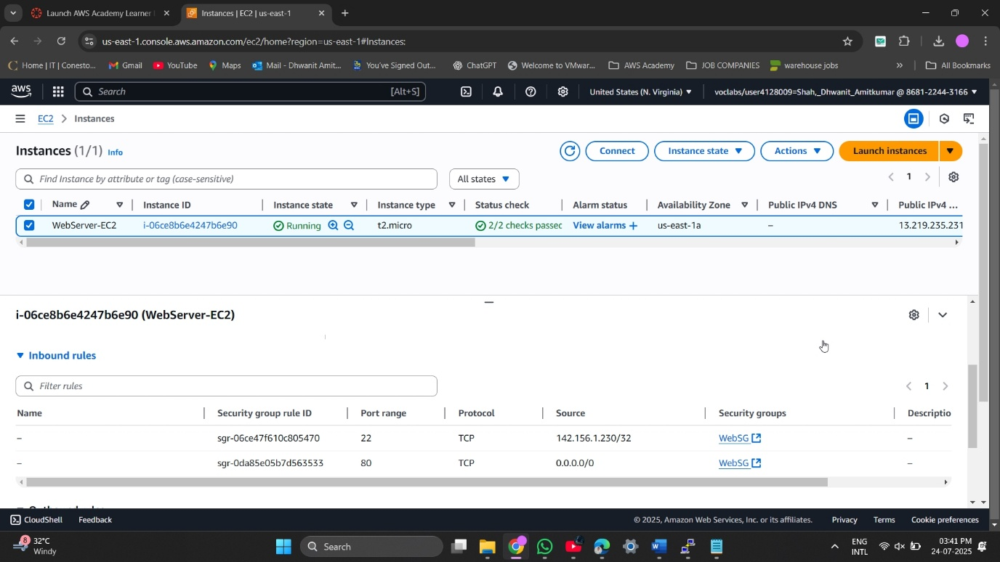 Launch AWS Academy Learner
Instances | EC2 | us-east-1
us-east-1.console.aws.amazon.com/ec2/home?region=us-east-1#Instances:
Home | IT | Conesto...
Gmail
YouTube
Maps
Mail - Dhwanit Amit...
You've Signed Out...
ChatGPT
Welcome to VMwar...
AWS Academy
JOB COMPANIES
warehouse jobs
»
All Bookmarks
aws
Search
[Alt+S]
United States (N. Virginia)
voclabs/user4128009=Shah,_Dhwanit_Amitkumar @ 8681-2244-3166
EC2 > Instances
Instances (1/1) Info
Connect
Instance state
Actions
Launch instances
Find Instance by attribute or tag (case-sensitive)
All states
1
Name Instance ID Instance state Instance type Status check Alarm status Availability Zone Public IPv4 DNS Public IPv4 ...
WebServer-EC2 i-06ce8b6e4247b6e90 Running t2.micro 2/2 checks passec View alarms + us-east-1a – 13.219.235.231
i-06ce8b6e4247b6e90 (WebServer-EC2)
Inbound rules
Filter rules
1
Name Security group rule ID Port range Protocol Source Security groups Descriptio
– sgr-06ce47f610c805470 22 TCP 142.156.1.230/32 WebSG –
– sgr-0da85e05b7d563533 80 TCP 0.0.0.0/0 WebSG –
CloudShell Feedback © 2025, Amazon Web Services, Inc. or its affiliates. Privacy Terms Cookie preferences
8
32°C
Windy
Search
ENG
INTL
03:41 PM
24-07-2025